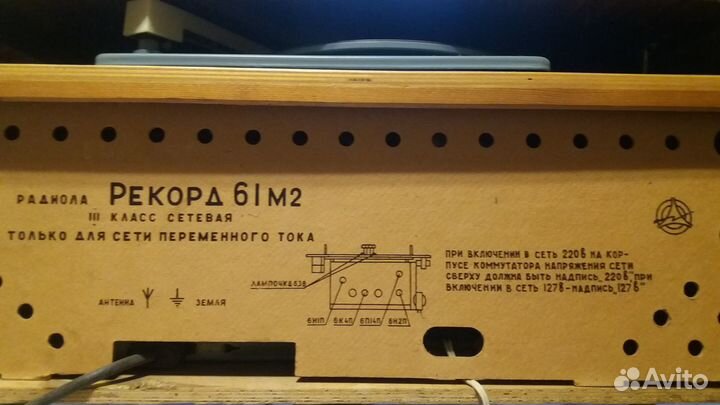 РАДИОЛА РЕКОРД 61М2
III КЛАСС СЕТЕВАЯ
ТОЛЬКО ДЛЯ СЕТИ ПЕРЕМЕННОГО ТОКА
ПРИ ВКЛЮЧЕНИИ В СЕТЬ 220в НА КОР-
ПУСЕ КОММУТАТОРА НАПРЯЖЕНИЯ СЕТИ
СВЕРХУ ДОЛЖНА БЫТЬ НАДПИСЬ „220в" ПРИ
ВКЛЮЧЕНИИ В СЕТЬ 127в-НАДПИСЬ „127в"
ЛАМПОЧКА 6,3в
АНТЕННА ЗЕМЛЯ
6И1П 6К4П 6П14П 6Н2П
Avito